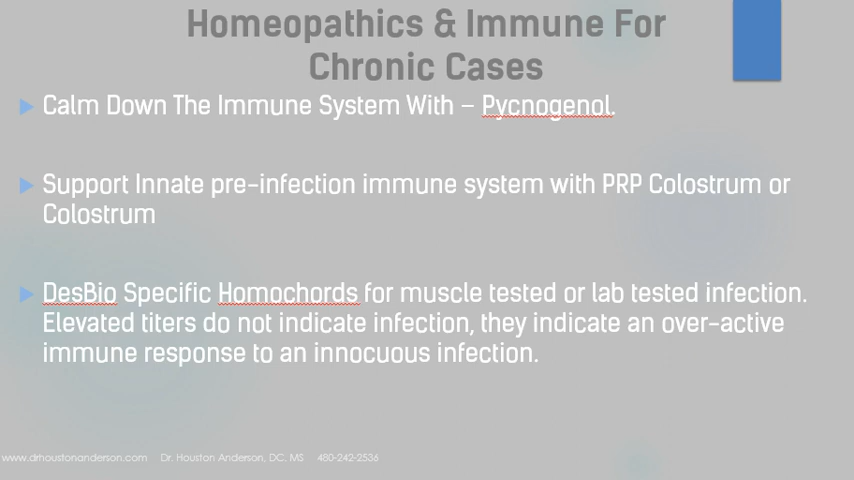 Homeopathics & Immune For
Chronic Cases
Calm Down The Immune System With – Pycnogenol.
Support Innate pre-infection immune system with PRP Colostrum or
Colostrum
DesBio Specific Homochords for muscle tested or lab tested infection.
Elevated titers do not indicate infection, they indicate an over-active
immune response to an innocuous infection.
www.drhoustonanderson.com Dr. Houston Anderson, DC, MS 480-242-2536